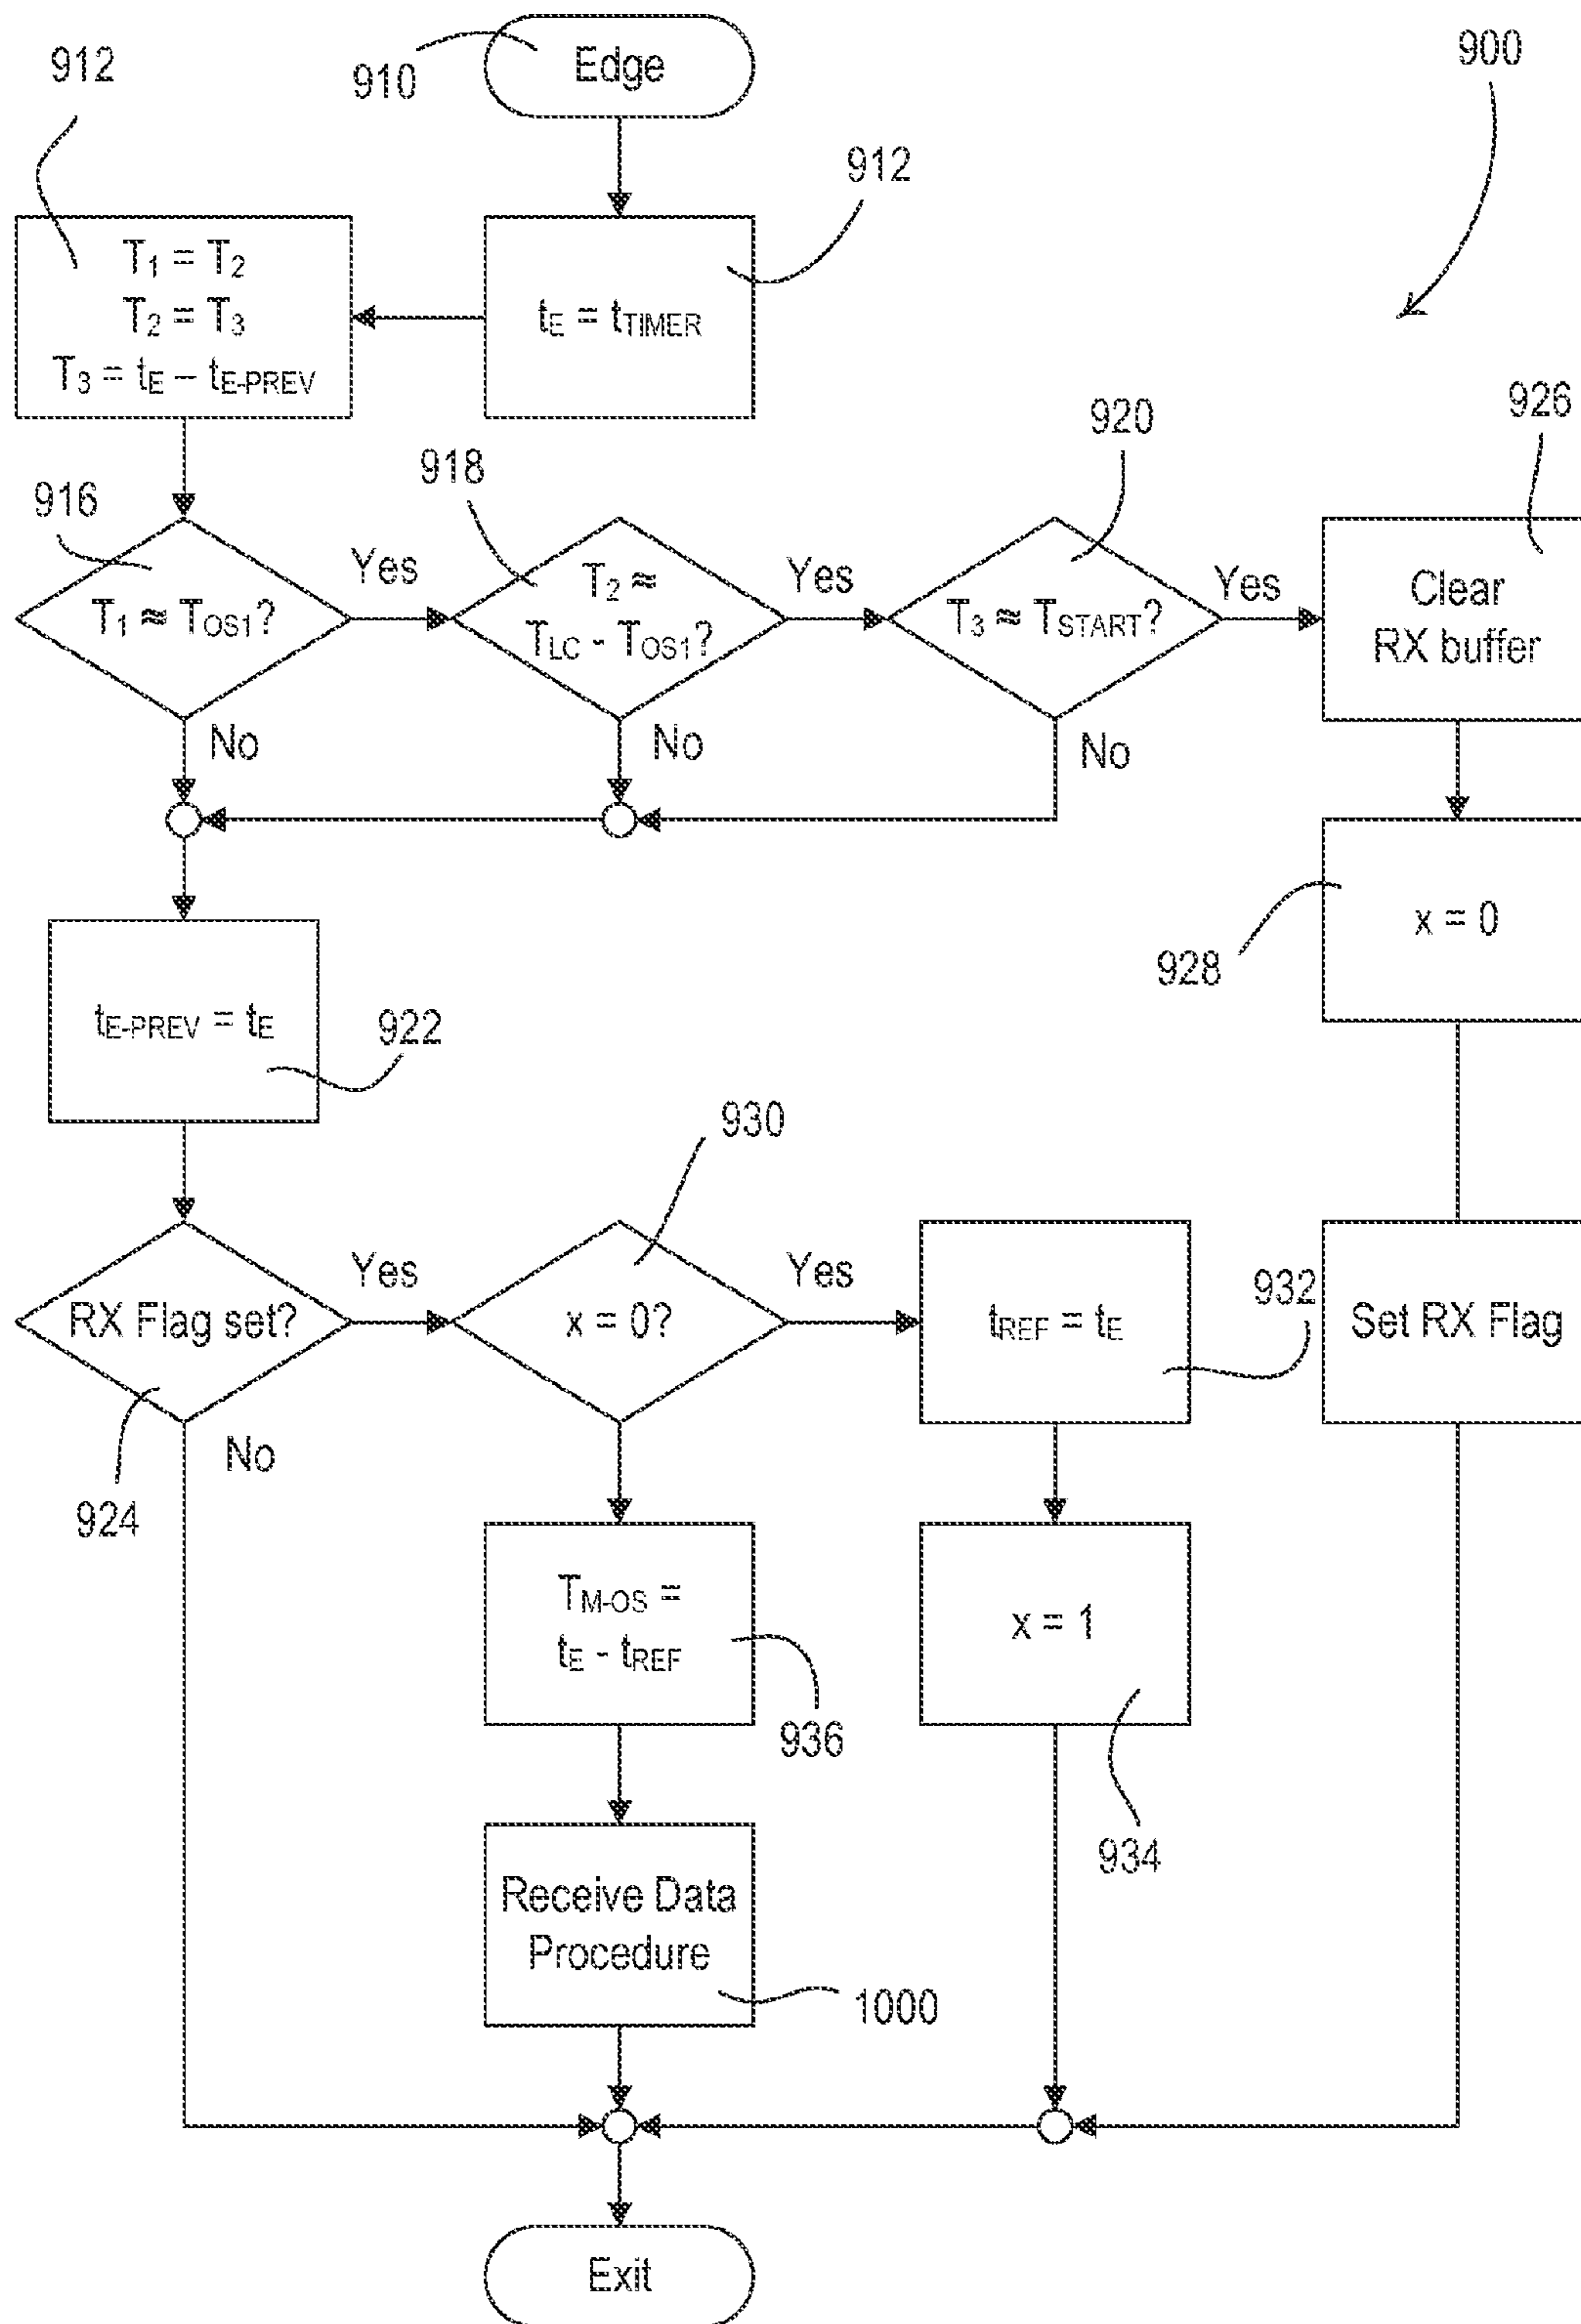 910
Edge
900
912
912
T₁ = T₂
T₂ = T₃
T₃ = tE – tE-PREV
tE = tTIMER
916
918
920
926
T₁ ≈ TOS1?
Yes
T₂ ≈
TLC - TOS1?
Yes
T₃ ≈ TSTART?
Yes
Clear
RX buffer
No
No
No
x = 0
928
tE-PREV = tE
922
930
RX Flag set?
Yes
x = 0?
Yes
tREF = tE
932
Set RX Flag
No
924
TM-OS =
tE - tREF
936
x = 1
934
Receive Data
Procedure
1000
Exit